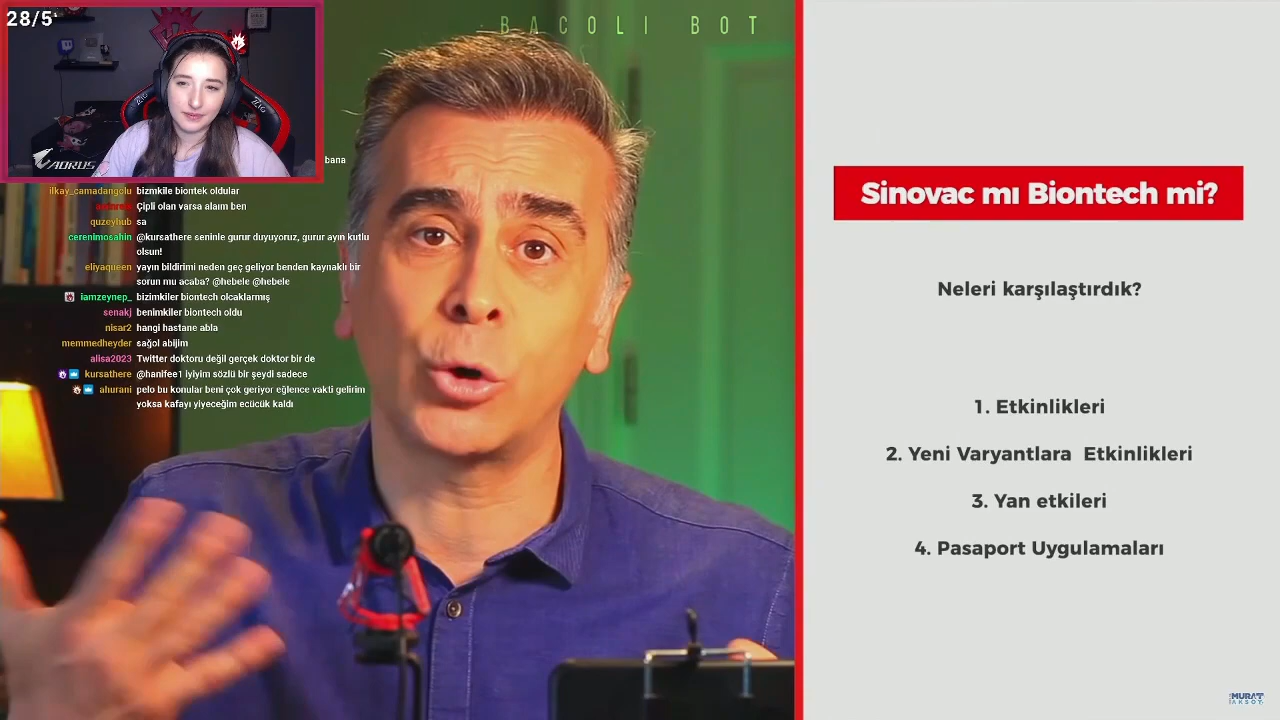 28/5
BACOLI BOT
AORUS
bana
ilkay_camadangolu bizmkile biontek oldular
Çipli olan varsa alaım ben
quzeyhub sa
cerenimosahin @kursathere seninle gurur duyuyoruz, gurur ayın kutlu
olsun!
eliyaqueen yayın bildirimi neden geç geliyor benden kaynaklı bir
sorun mu acaba? @hebele @hebele
iamzeynep_ bizimkiler biontech olcaklarmış
senakj benimkiler biontech oldu
nisar2 hangi hastane abla
memmedheyder sağol abijim
alisa2023 Twitter doktoru değil gerçek doktor bir de
kursathere @hanifee1 iyiyim sözlü bir şeydi sadece
ahurani pelo bu konular beni çok geriyor eğlence vakti gelirim
yoksa kafayı yiyeceğim ecücük kaldı
Sinovac mı Biontech mi?
Neleri karşılaştırdık?
1. Etkinlikleri
2. Yeni Varyantlara Etkinlikleri
3. Yan etkileri
4. Pasaport Uygulamaları
MURAT
AKSOY